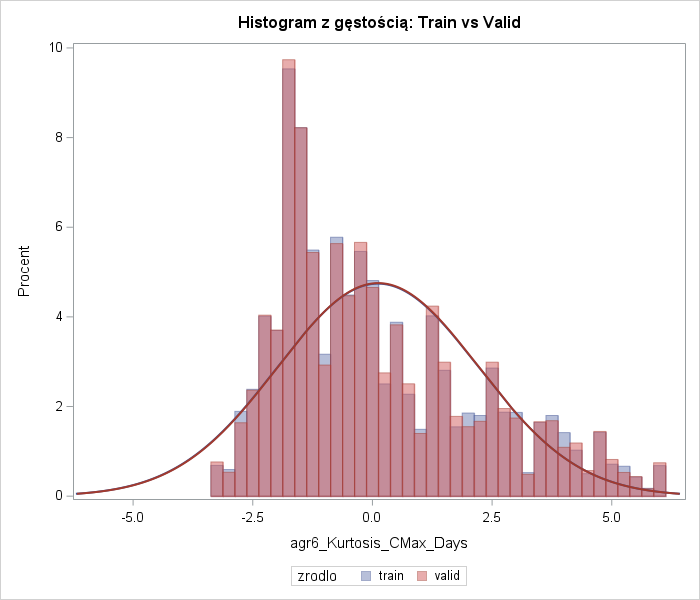 Histogram z gęstością: Train vs Valid
10
8
6
4
2
0
Procent
-5.0
-2.5
0.0
2.5
5.0
agr6_Kurtosis_CMax_Days
zrodlo train valid